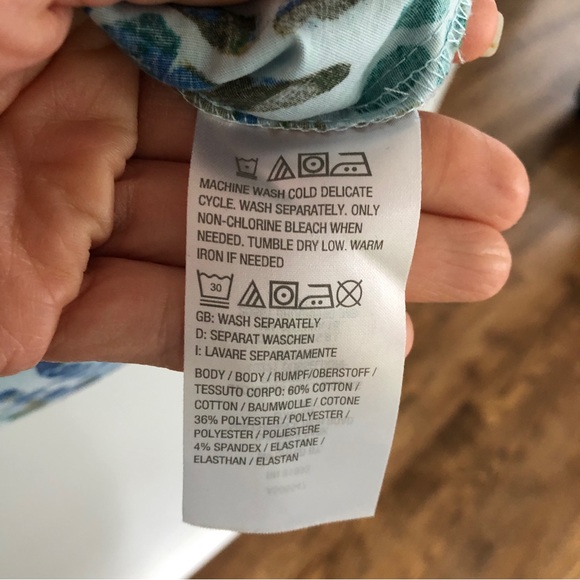 MACHINE WASH COLD DELICATE
CYCLE. WASH SEPARATELY. ONLY
NON-CHLORINE BLEACH WHEN
NEEDED. TUMBLE DRY LOW. WARM
IRON IF NEEDED
30
GB: WASH SEPARATELY
D: SEPARAT WASCHEN
I: LAVARE SEPARATAMENTE
BODY / BODY / RUMPF/OBERSTOFF /
TESSUTO CORPO: 60% COTTON /
COTTON / BAUMWOLLE / COTONE
36% POLYESTER / POLYESTER /
POLYESTER / POLIESTERE
4% SPANDEX / ELASTANE /
ELASTHAN / ELASTAN